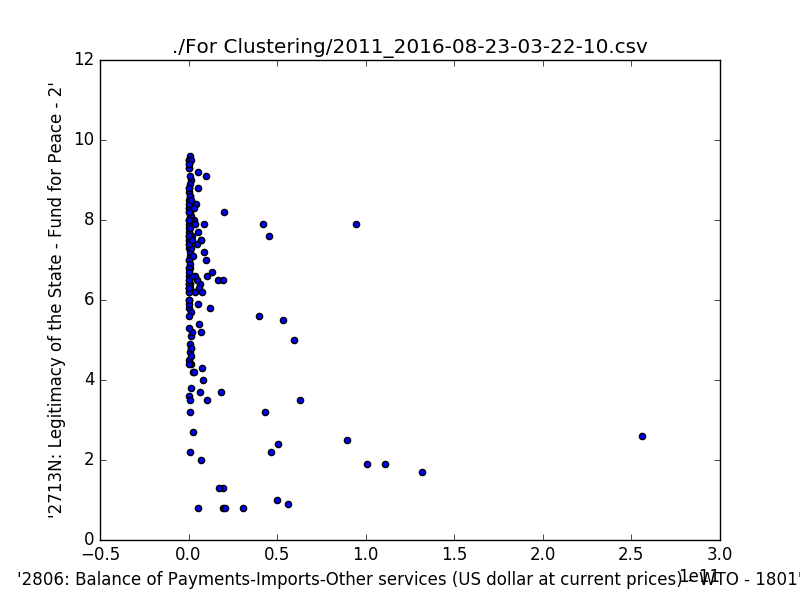 ./For Clustering/2011_2016-08-23-03-22-10.csv
'2713N: Legitimacy of the State - Fund for Peace - 2'
12
10
8
6
4
2
0
−0.5 0.0 0.5 1.0 1.5 2.0 2.5 3.0
1e11
'2806: Balance of Payments-Imports-Other services (US dollar at current prices) - WTO - 1801'